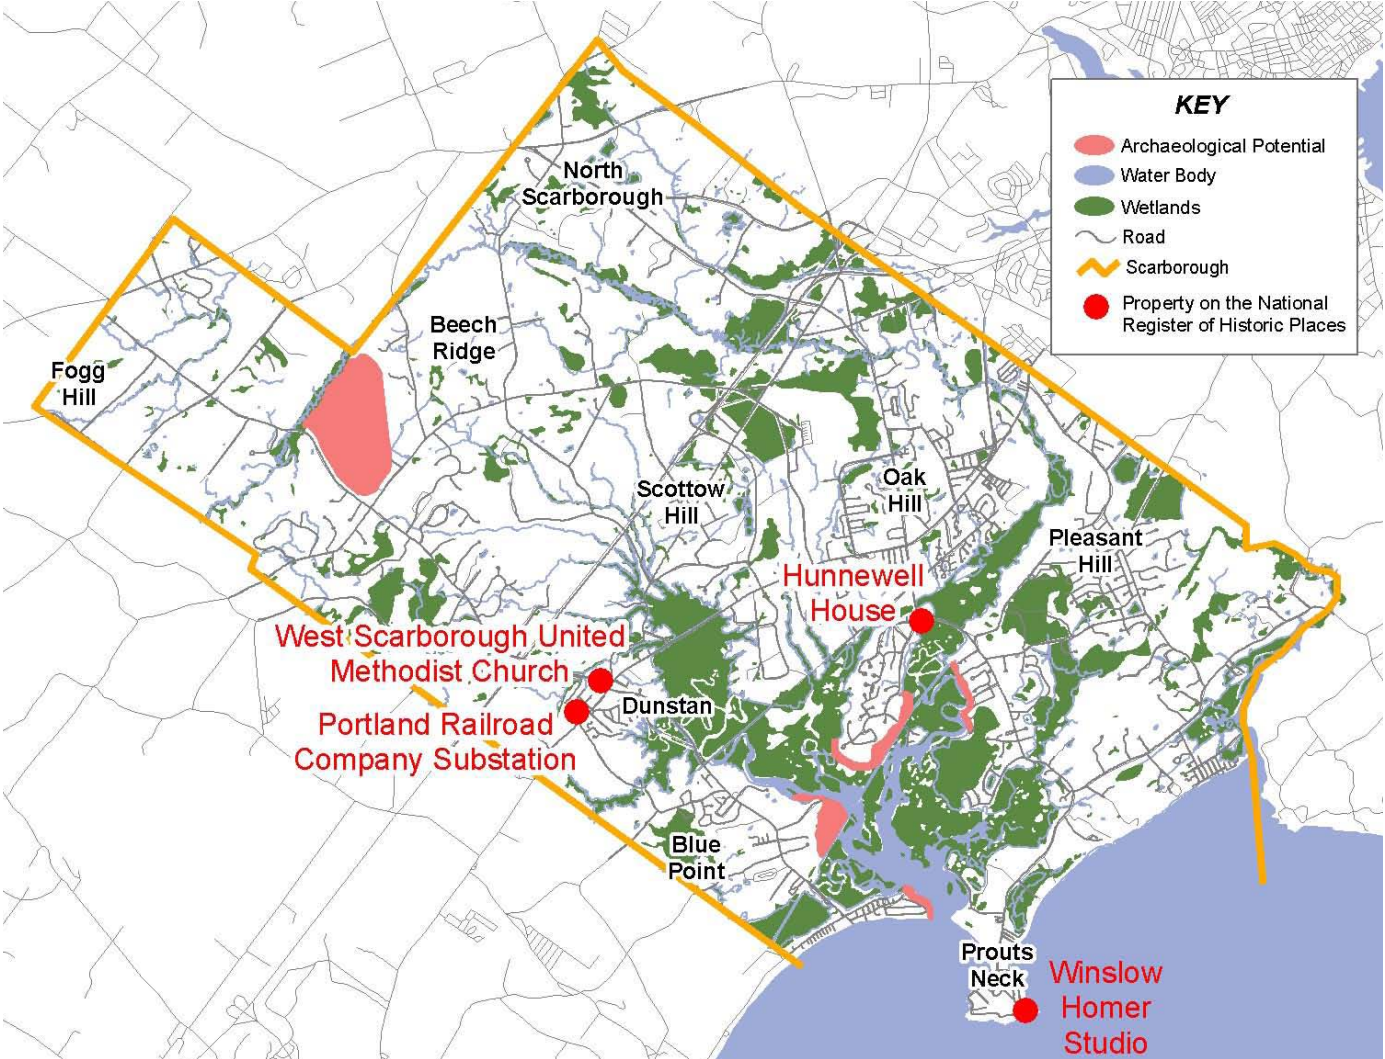 KEY
Archaeological Potential
Water Body
Wetlands
Road
Scarborough
Property on the National
Register of Historic Places
North
Scarborough
Beech
Ridge
Fogg
Hill
Scottow
Hill
Oak
Hill
Pleasant
Hill
Hunnewell
House
West Scarborough United
Methodist Church
Dunstan
Portland Railroad
Company Substation
Blue
Point
Prouts
Neck
Winslow
Homer
Studio